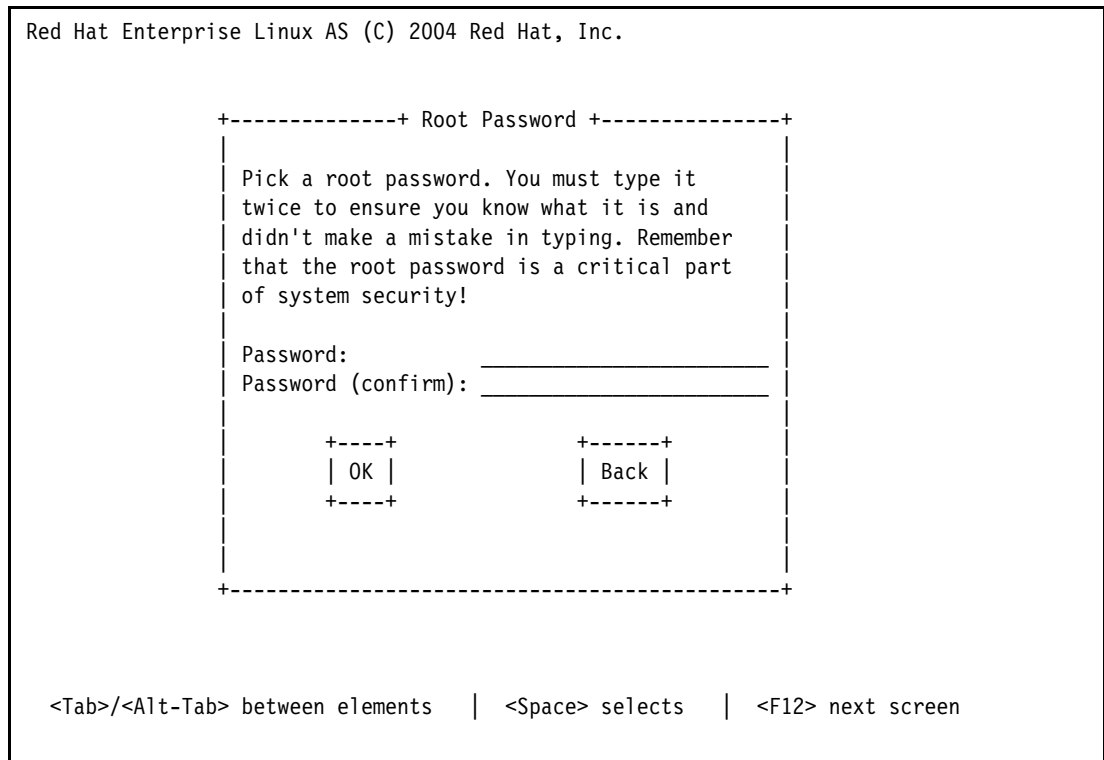 Red Hat Enterprise Linux AS (C) 2004 Red Hat, Inc.
+--------------+ Root Password +---------------+
Pick a root password. You must type it
twice to ensure you know what it is and
didn't make a mistake in typing. Remember
that the root password is a critical part
of system security!
Password: ________________________
Password (confirm): ________________________
+----+ +------+
| OK | | Back |
+----+ +------+
+----------------------------------------------+
<Tab>/<Alt-Tab> between elements | <Space> selects | <F12> next screen